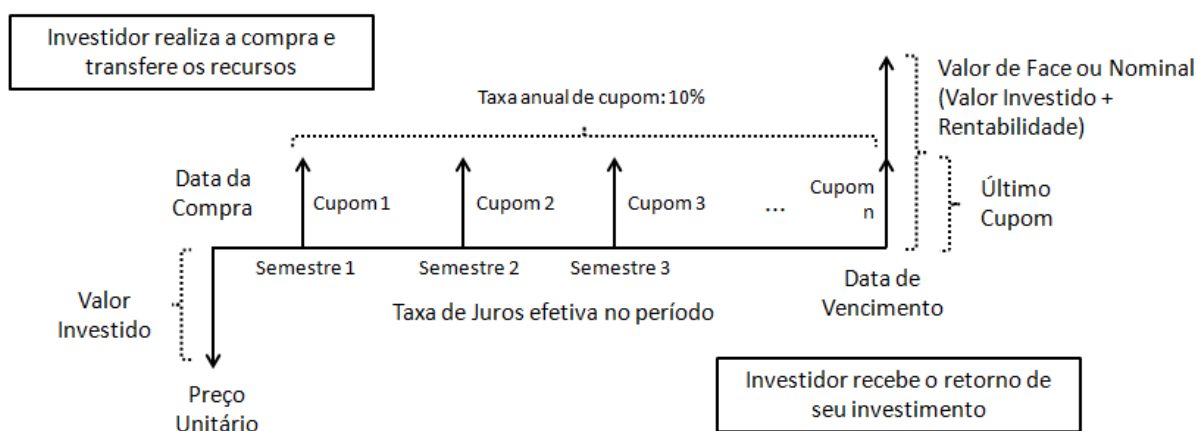 Investidor realiza a compra e
transfere os recursos
Valor de Face ou Nominal
(Valor Investido +
Rentabilidade)
Taxa anual de cupom: 10%
Data da
Compra
Cupom 1
Cupom 2
Cupom 3
...
Cupom
n
Último
Cupom
Semestre 1
Semestre 2
Semestre 3
Data de
Vencimento
Valor
Investido
Taxa de Juros efetiva no período
Preço
Unitário
Investidor recebe o retorno de
seu investimento